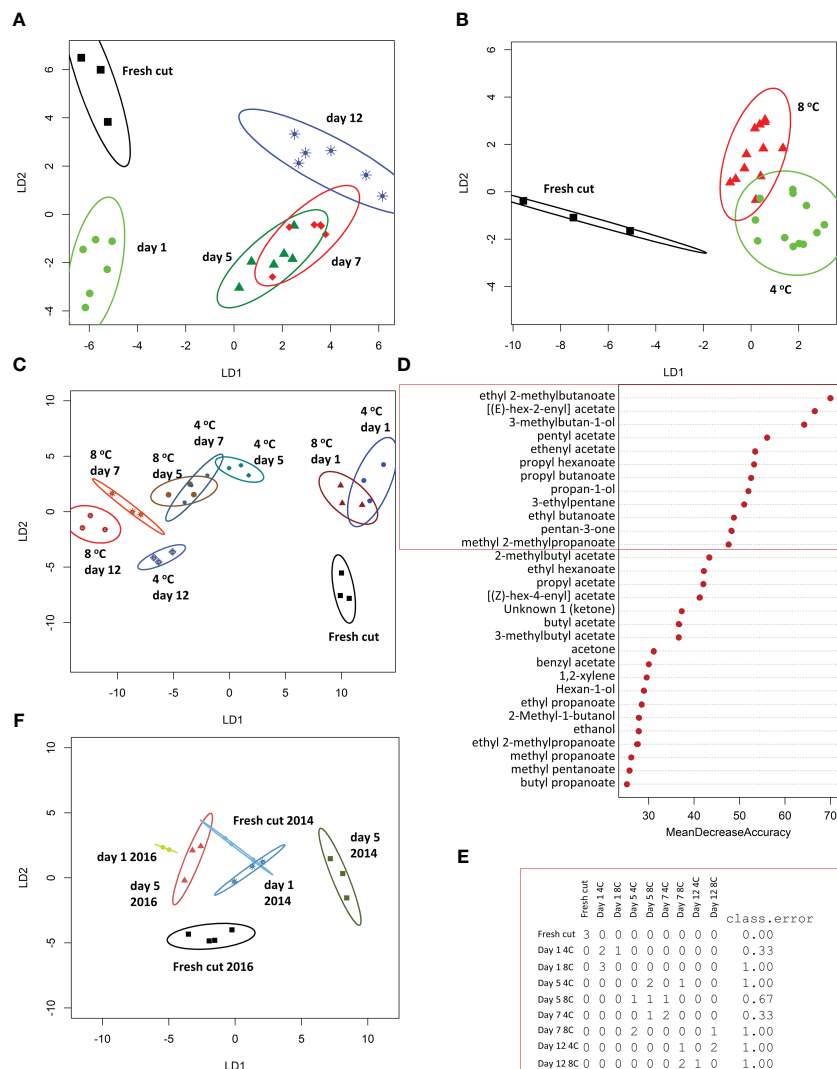 A
Fresh cut
day 12
day 1
day 5
day 7
LD2
6
4
2
0
-2
-4
-6
-4
-2
0
2
4
6
LD1
B
8 ºC
Fresh cut
4 ºC
LD2
6
4
2
0
-2
-4
-10
-8
-6
-4
-2
0
2
LD1
C
4 ºC
day 1
4 ºC
day 7
8 ºC
day 7
8 ºC
day 5
4 ºC
day 5
8 ºC
day 1
8 ºC
day 12
4 ºC
day 12
Fresh cut
LD2
10
5
0
-5
-10
-10
-5
0
5
10
LD1
D
ethyl 2-methylbutanoate
[(E)-hex-2-enyl] acetate
3-methylbutan-1-ol
pentyl acetate
ethenyl acetate
propyl hexanoate
propyl butanoate
propan-1-ol
3-ethylpentane
ethyl butanoate
pentan-3-one
methyl 2-methylpropanoate
2-methylbutyl acetate
ethyl hexanoate
propyl acetate
[(Z)-hex-4-enyl] acetate
Unknown 1 (ketone)
butyl acetate
3-methylbutyl acetate
acetone
benzyl acetate
1,2-xylene
Hexan-1-ol
ethyl propanoate
2-Methyl-1-butanol
ethanol
ethyl 2-methylpropanoate
methyl propanoate
methyl pentanoate
butyl propanoate
30
40
50
60
70
MeanDecreaseAccuracy
F
Fresh cut 2014
day 1 2016
day 5
2016
day 1
2014
day 5
2014
Fresh cut 2016
LD2
10
5
0
-5
-10
-10
-5
0
5
10
LD1
E
Fresh cut Day 1 4C Day 1 8C Day 5 4C Day 5 8C Day 7 4C Day 7 8C Day 12 4C Day 12 8C class.error
Fresh cut 3 0 0 0 0 0 0 0 0 0.00
Day 1 4C 0 2 1 0 0 0 0 0 0 0.33
Day 1 8C 0 3 0 0 0 0 0 0 0 1.00
Day 5 4C 0 0 0 0 2 0 1 0 0 1.00
Day 5 8C 0 0 0 1 1 1 0 0 0 0.67
Day 7 4C 0 0 0 0 1 2 0 0 0 0.33
Day 7 8C 0 0 0 2 0 0 0 0 1 1.00
Day 12 4C 0 0 0 0 0 0 1 0 2 1.00
Day 12 8C 0 0 0 0 0 0 2 1 0 1.00